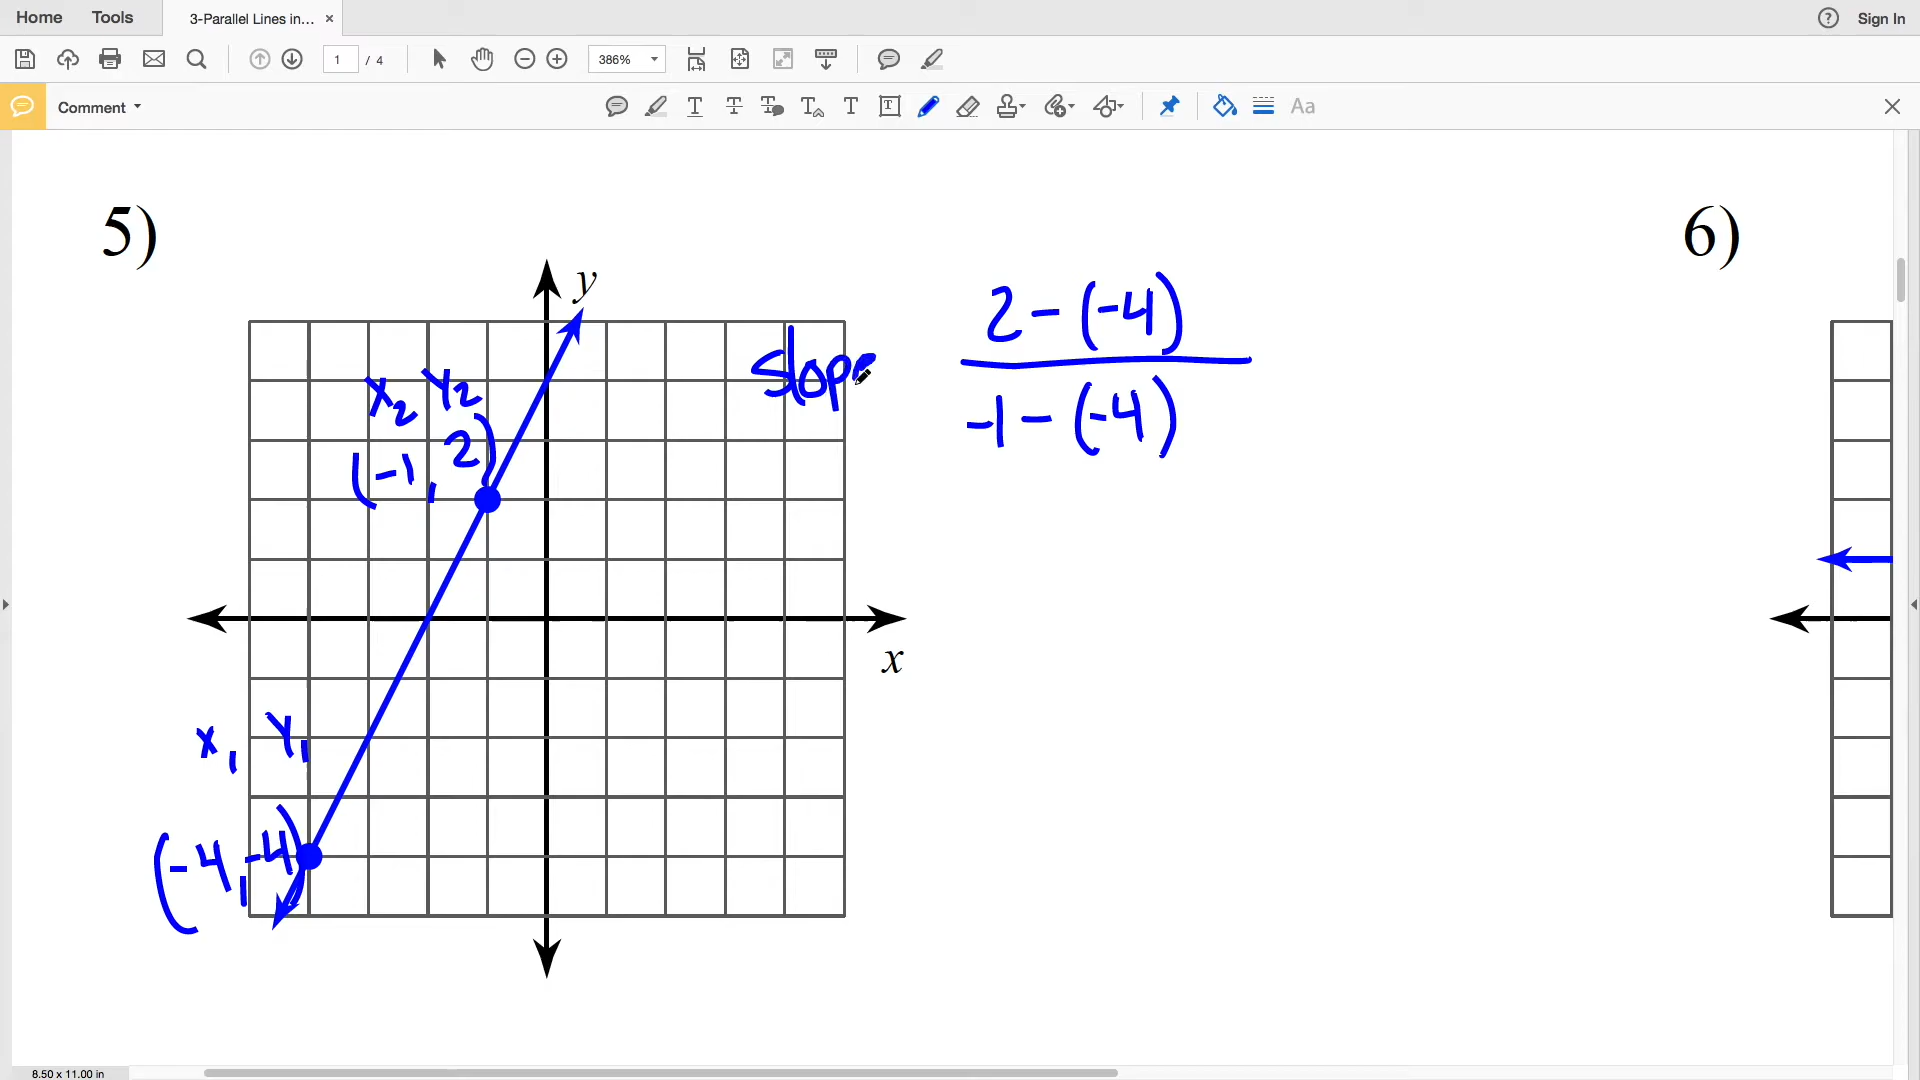 Home Tools 3-Parallel Lines in... × ? Sign In
1 / 4 386%
Comment T T T T T T Aa
5) 6)
y
2 - (-4)
slop
-1 - (-4)
x₂ y₂
(-1, 2)
x
x₁ y₁
(-4, -4)
8.50 x 11.00 in